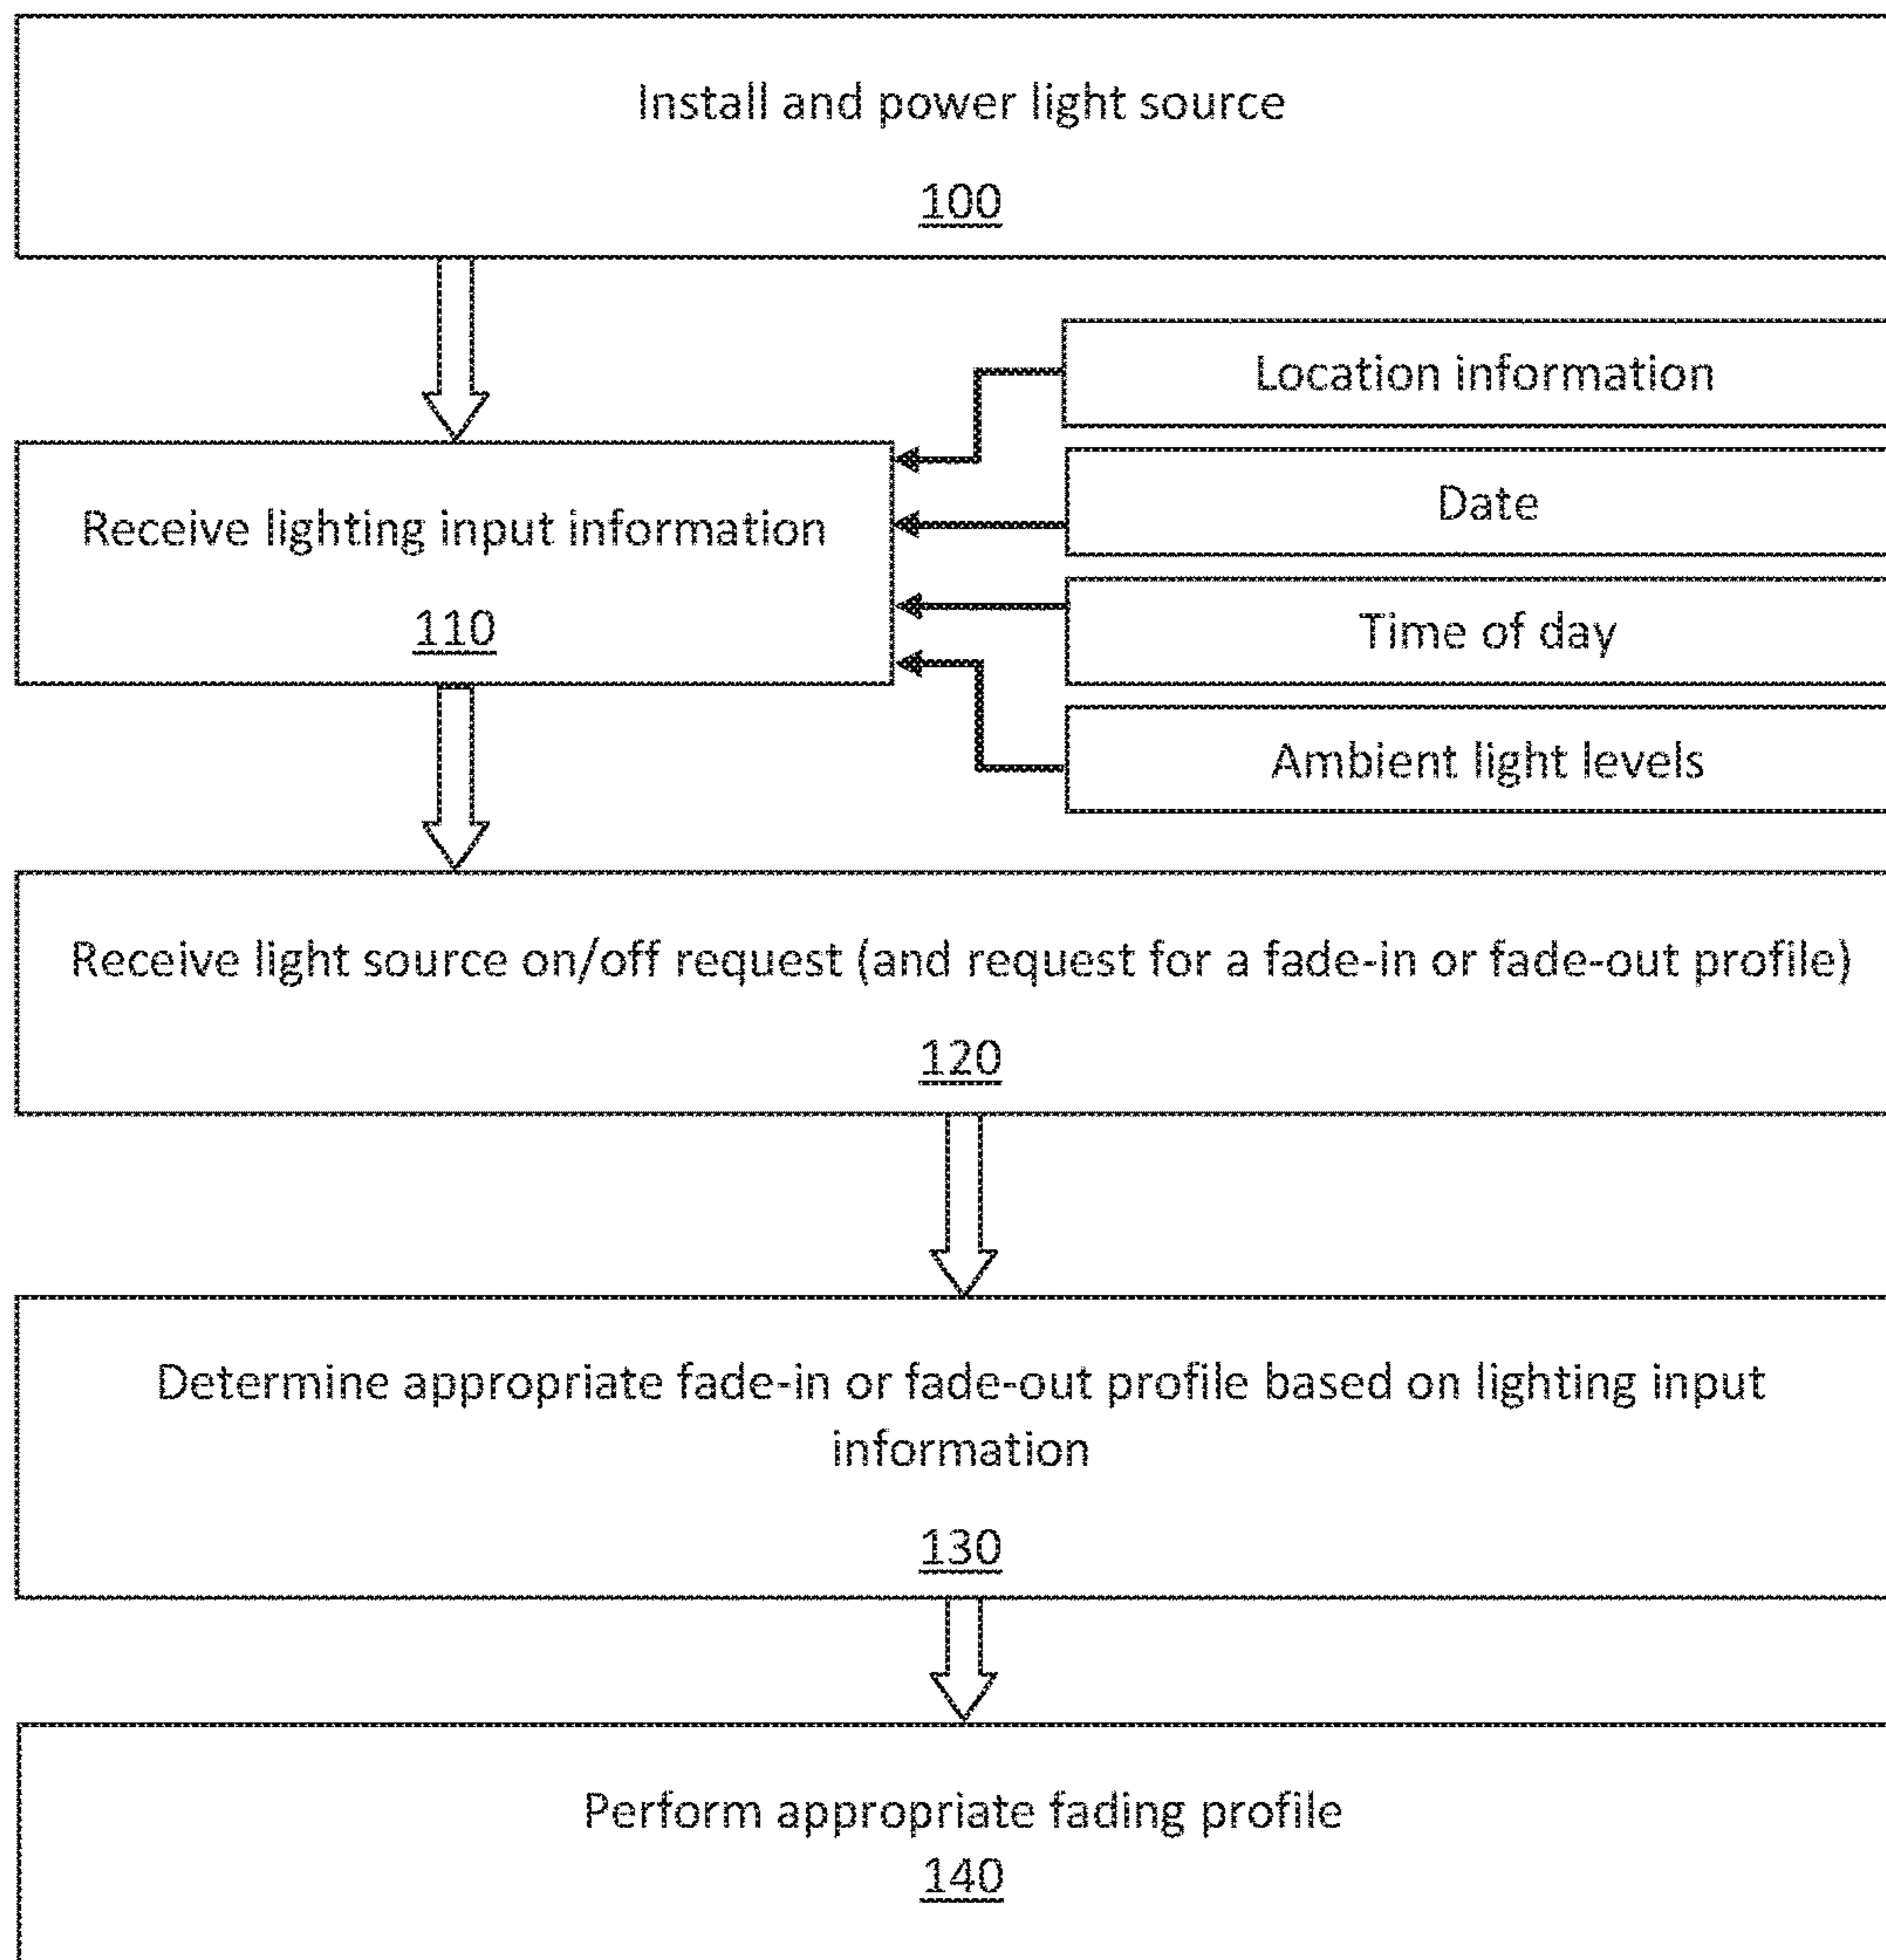 Install and power light source
100
Location information
Receive lighting input information
110
Date
Time of day
Ambient light levels
Receive light source on/off request (and request for a fade-in or fade-out profile)
120
Determine appropriate fade-in or fade-out profile based on lighting input
information
130
Perform appropriate fading profile
140